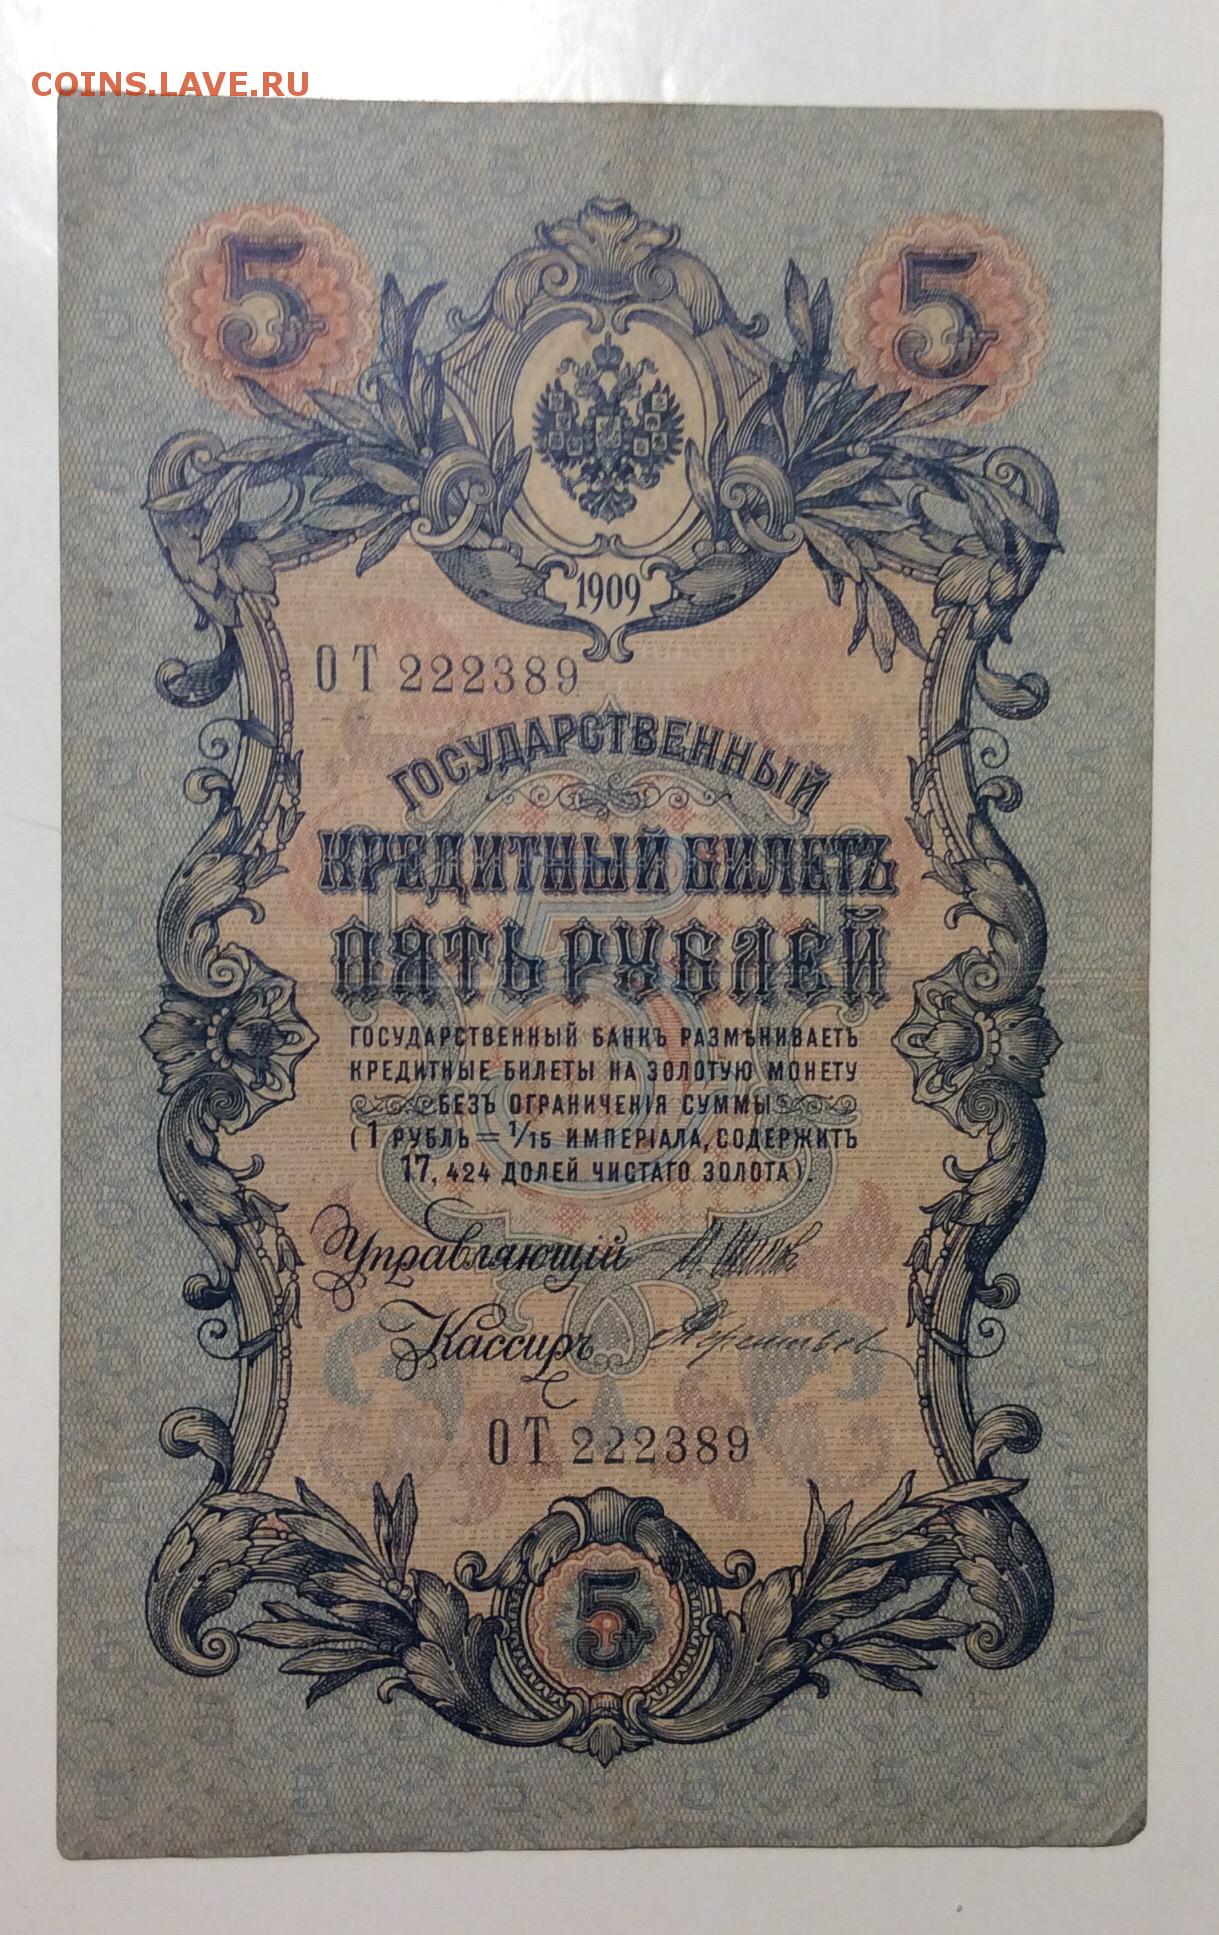 COINS.LAVE.RU
5 5
1909
ОТ 222389
ГОСУДАРСТВЕННЫЙ
КРЕДИТНЫЙ БИЛЕТЪ
ПЯТЬ РУБЛЕЙ
ГОСУДАРСТВЕННЫЙ БАНКЪ РАЗМѢНИВАЕТЪ
КРЕДИТНЫЕ БИЛЕТЫ НА ЗОЛОТУЮ МОНЕТУ
БЕЗЪ ОГРАНИЧЕНІЯ СУММЫ
(1 РУБЛЬ = 1/15 ИМПЕРІАЛА, СОДЕРЖИТЪ
17, 424 ДОЛЕЙ ЧИСТАГО ЗОЛОТА).
Управляющій
Кассиръ
ОТ 222389
5